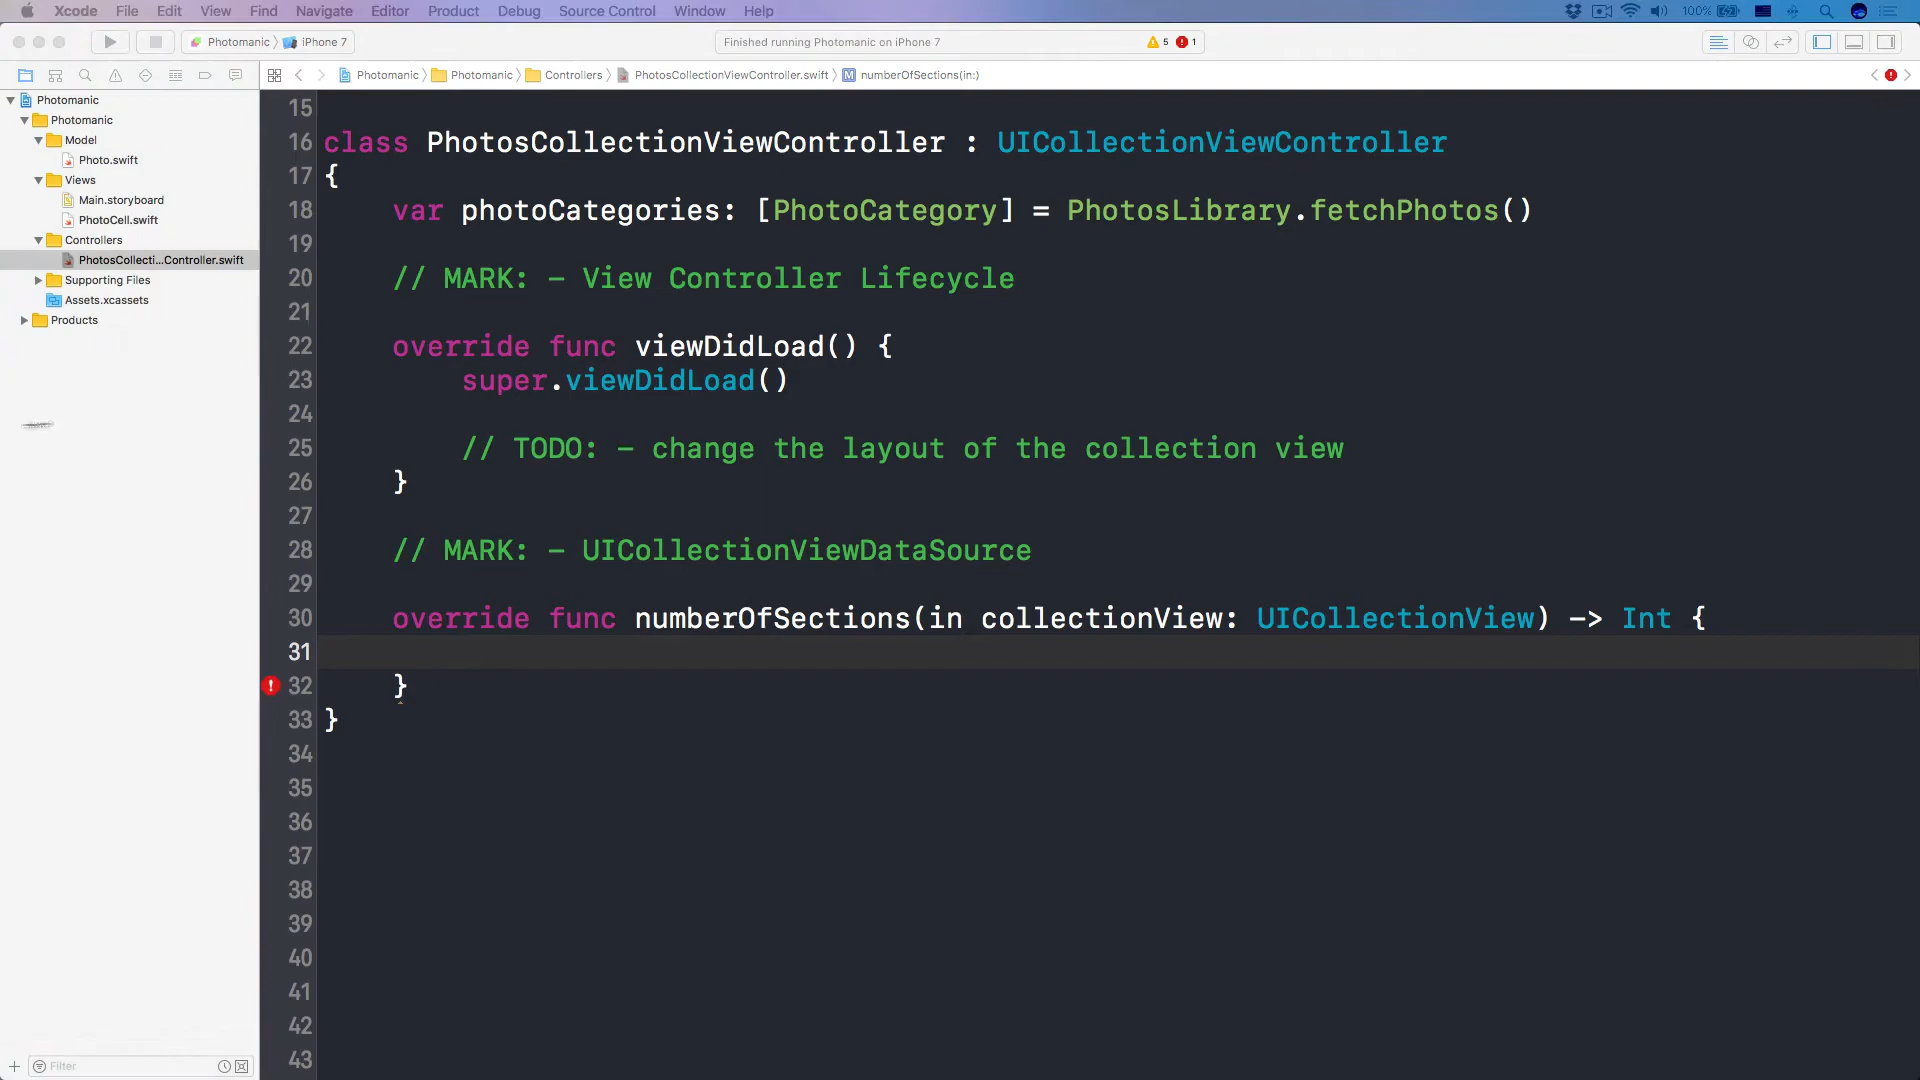 Xcode File Edit View Find Navigate Editor Product Debug Source Control Window Help 100%
Photomanic iPhone 7 Finished running Photomanic on iPhone 7 5 1
Photomanic Photomanic Controllers PhotosCollectionViewController.swift M numberOfSections(in:)
Photomanic
Photomanic
Model
Photo.swift
Views
Main.storyboard
PhotoCell.swift
Controllers
PhotosCollecti...Controller.swift
Supporting Files
Assets.xcassets
Products
Filter
15
16 class PhotosCollectionViewController : UICollectionViewController
17 {
18 var photoCategories: [PhotoCategory] = PhotosLibrary.fetchPhotos()
19
20 // MARK: - View Controller Lifecycle
21
22 override func viewDidLoad() {
23 super.viewDidLoad()
24
25 // TODO: - change the layout of the collection view
26 }
27
28 // MARK: - UICollectionViewDataSource
29
30 override func numberOfSections(in collectionView: UICollectionView) -> Int {
31
32 }
33 }
34
35
36
37
38
39
40
41
42
43